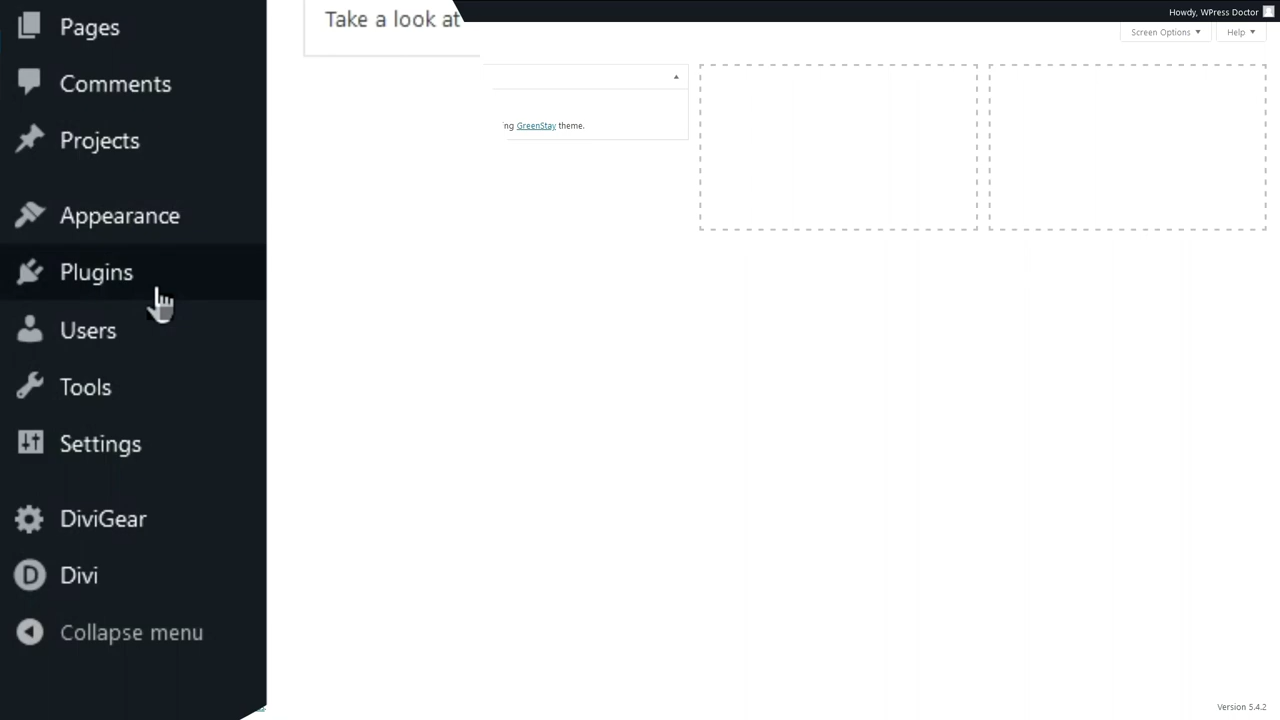 Howdy, WPress Doctor
Take a look at
Screen Options ▼
Help ▼
ng GreenStay theme.
Pages
Comments
Projects
Appearance
Plugins
Users
Tools
Settings
DiviGear
Divi
Collapse menu
Version 5.4.2